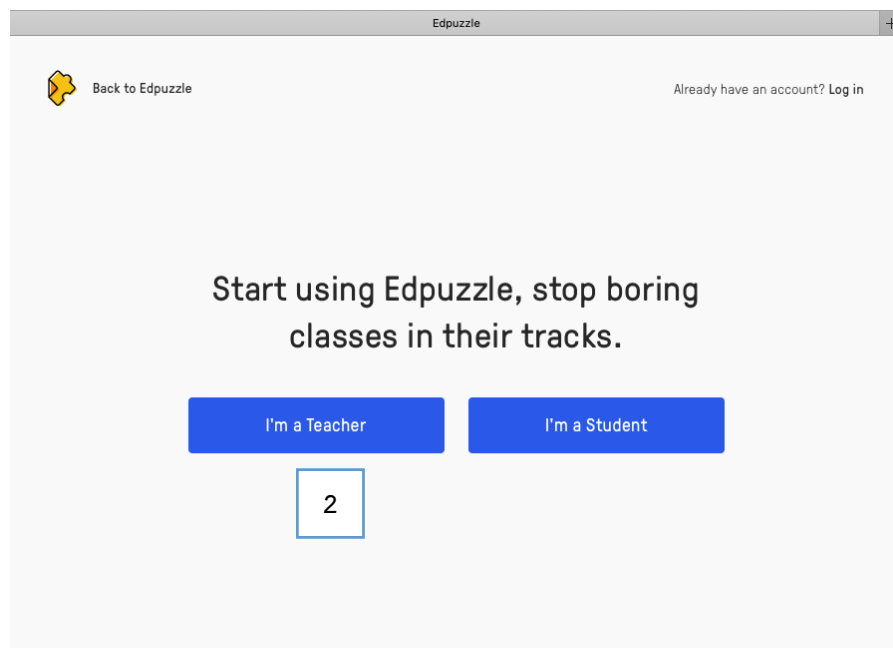 Edpuzzle
Back to Edpuzzle
Already have an account? Log in
Start using Edpuzzle, stop boring
classes in their tracks.
I'm a Teacher
I'm a Student
2